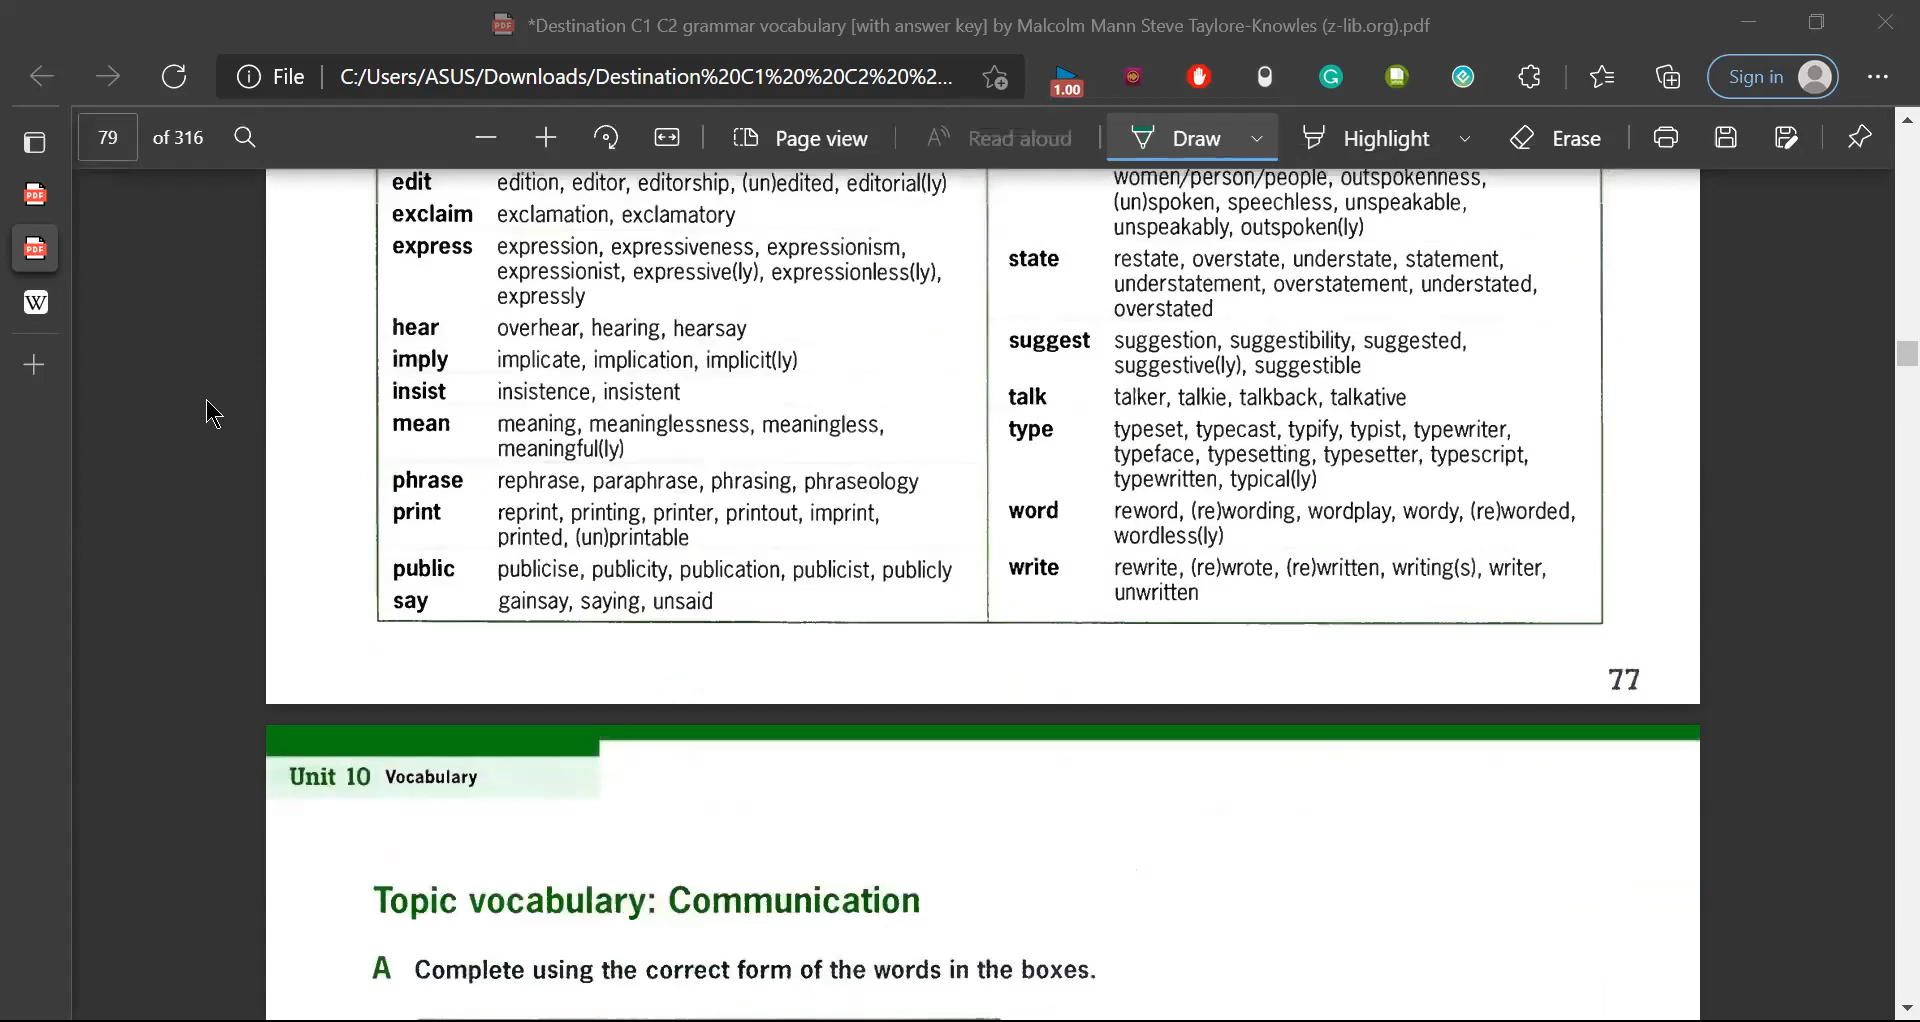 *Destination C1 C2 grammar vocabulary [with answer key] by Malcolm Mann Steve Taylore-Knowles (z-lib.org).pdf
File
C:/Users/ASUS/Downloads/Destination%20C1%20%20C2%20%2...
1.00
Sign in
79 of 316
Page view
Read aloud
Draw
Highlight
Erase
edit edition, editor, editorship, (un)edited, editorial(ly)
exclaim exclamation, exclamatory
express expression, expressiveness, expressionism,
expressionist, expressive(ly), expressionless(ly),
expressly
hear overhear, hearing, hearsay
imply implicate, implication, implicit(ly)
insist insistence, insistent
mean meaning, meaninglessness, meaningless,
meaningful(ly)
phrase rephrase, paraphrase, phrasing, phraseology
print reprint, printing, printer, printout, imprint,
printed, (un)printable
public publicise, publicity, publication, publicist, publicly
say gainsay, saying, unsaid
women/person/people, outspokenness,
(un)spoken, speechless, unspeakable,
unspeakably, outspoken(ly)
state restate, overstate, understate, statement,
understatement, overstatement, understated,
overstated
suggest suggestion, suggestibility, suggested,
suggestive(ly), suggestible
talk talker, talkie, talkback, talkative
type typeset, typecast, typify, typist, typewriter,
typeface, typesetting, typesetter, typescript,
typewritten, typical(ly)
word reword, (re)wording, wordplay, wordy, (re)worded,
wordless(ly)
write rewrite, (re)wrote, (re)written, writing(s), writer,
unwritten
77
Unit 10 Vocabulary
Topic vocabulary: Communication
A Complete using the correct form of the words in the boxes.